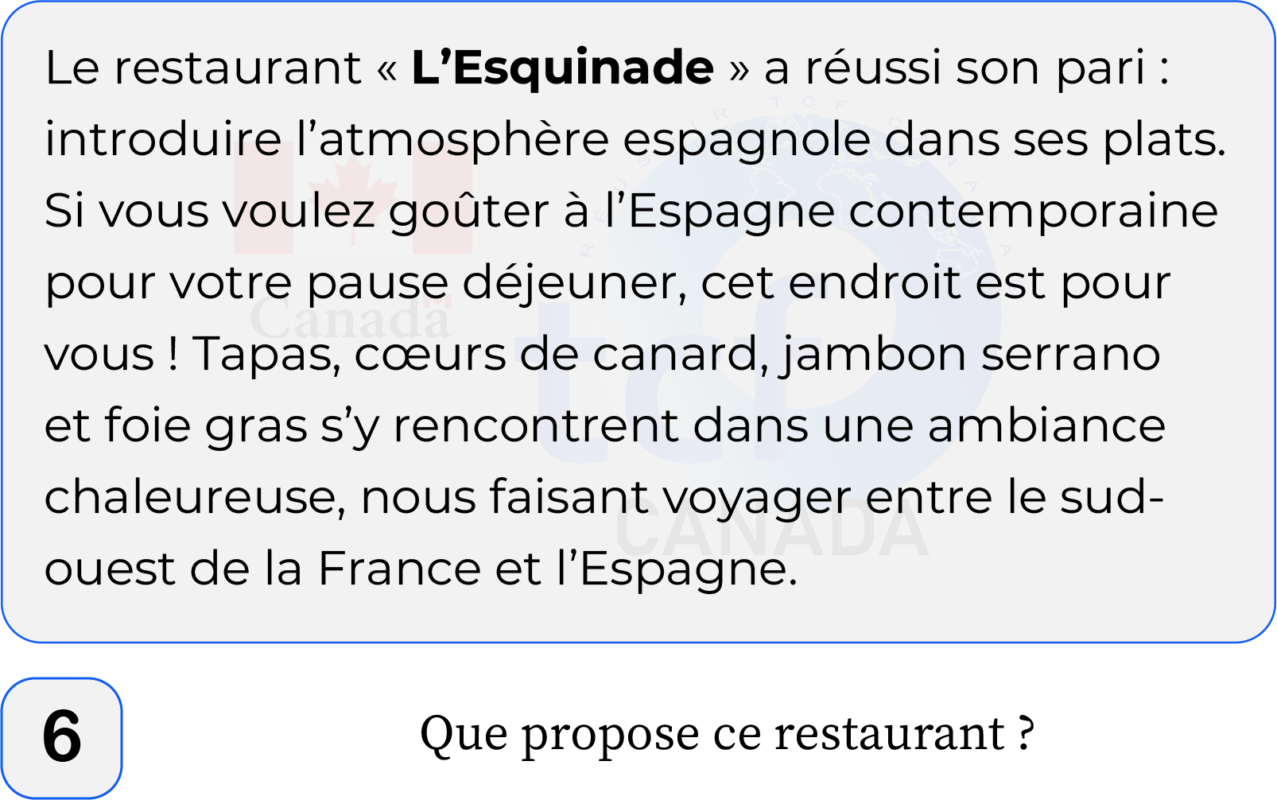 Le restaurant « L’Esquinade » a réussi son pari :
introduire l’atmosphère espagnole dans ses plats.
Si vous voulez goûter à l’Espagne contemporaine
pour votre pause déjeuner, cet endroit est pour
vous ! Tapas, cœurs de canard, jambon serrano
et foie gras s’y rencontrent dans une ambiance
chaleureuse, nous faisant voyager entre le sud-
ouest de la France et l’Espagne.
Canada
tcf
CANADA
6
Que propose ce restaurant ?